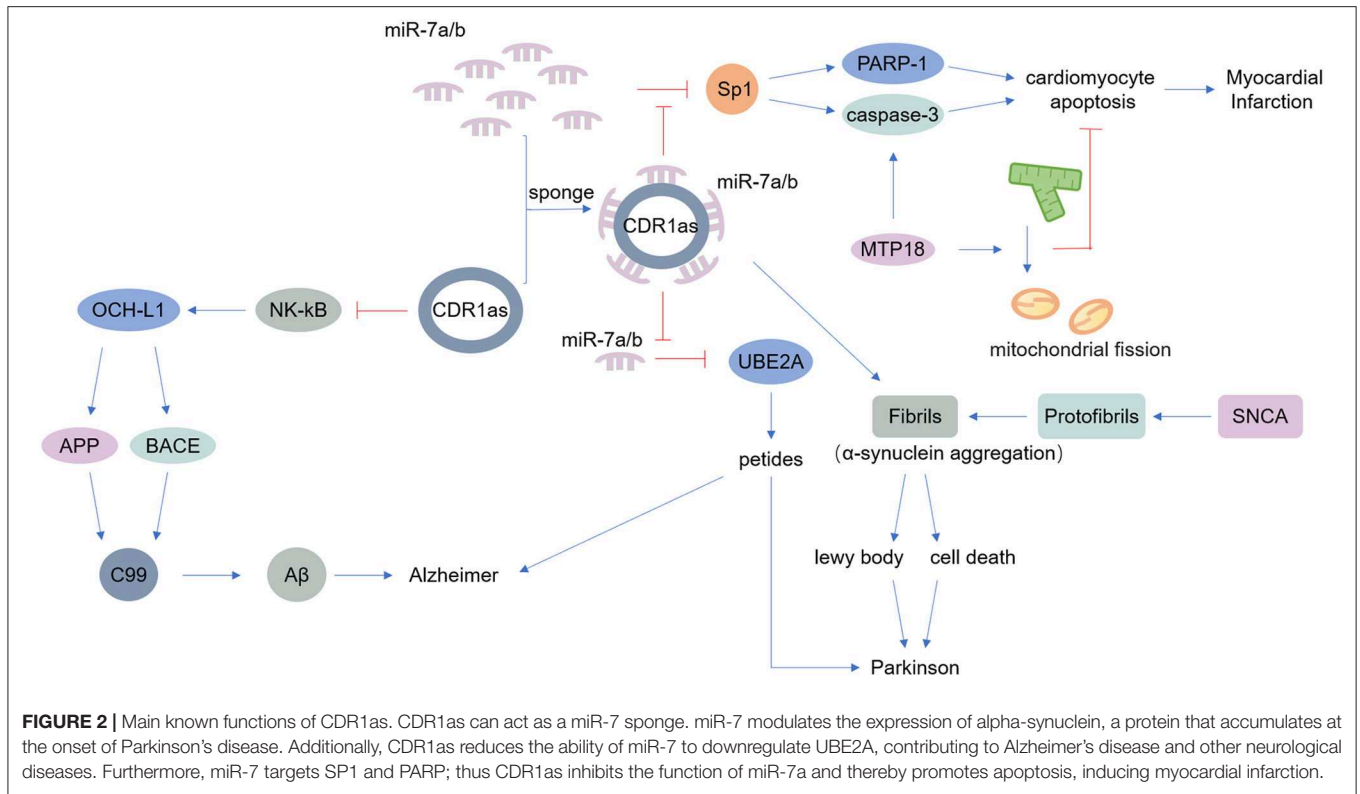 miR-7a/b
Sp1
PARP-1
caspase-3
cardiomyocyte
apoptosis
Myocardial
Infarction
sponge
CDR1as
miR-7a/b
MTP18
mitochondrial fission
OCH-L1
NK-kB
CDR1as
miR-7a/b
UBE2A
APP
BACE
petides
Fibrils
Protofibrils
SNCA
(α-synuclein aggregation)
C99
Aβ
Alzheimer
lewy body
cell death
Parkinson
FIGURE 2 | Main known functions of CDR1as. CDR1as can act as a miR-7 sponge. miR-7 modulates the expression of alpha-synuclein, a protein that accumulates at
the onset of Parkinson's disease. Additionally, CDR1as reduces the ability of miR-7 to downregulate UBE2A, contributing to Alzheimer's disease and other neurological
diseases. Furthermore, miR-7 targets SP1 and PARP; thus CDR1as inhibits the function of miR-7a and thereby promotes apoptosis, inducing myocardial infarction.